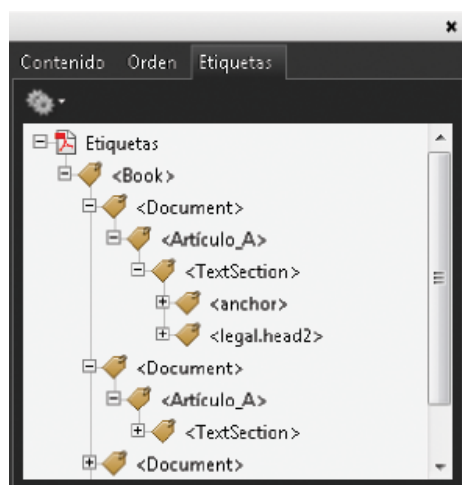 Contenido Orden Etiquetas
Etiquetas
<Book>
<Document>
<Artículo_A>
<TextSection>
<anchor>
<legal.head2>
<Document>
<Artículo_A>
<TextSection>
<Document>